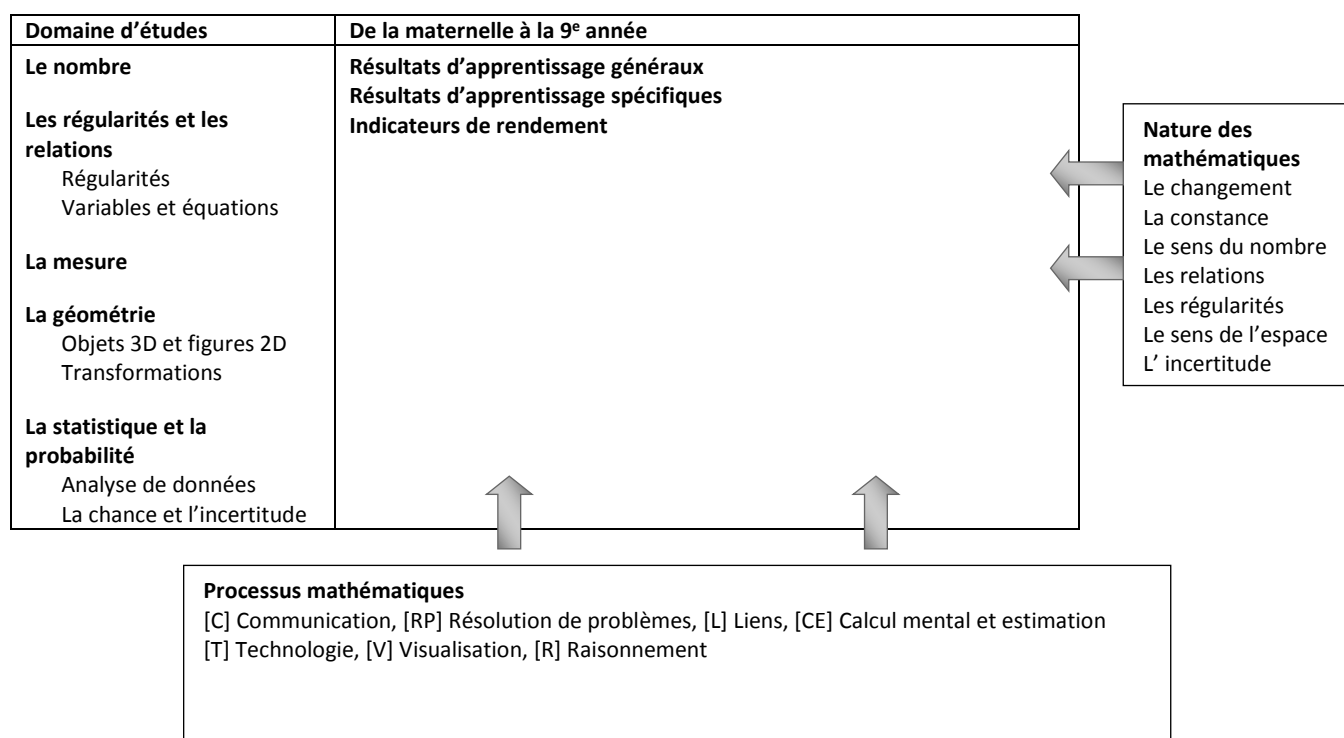 Domaine d’études
De la maternelle à la 9e année
Le nombre
Les régularités et les
relations
Régularités
Variables et équations
La mesure
La géométrie
Objets 3D et figures 2D
Transformations
La statistique et la
probabilité
Analyse de données
La chance et l’incertitude
Résultats d’apprentissage généraux
Résultats d’apprentissage spécifiques
Indicateurs de rendement
Nature des
mathématiques
Le changement
La constance
Le sens du nombre
Les relations
Les régularités
Le sens de l’espace
L’ incertitude
Processus mathématiques
[C] Communication, [RP] Résolution de problèmes, [L] Liens, [CE] Calcul mental et estimation
[T] Technologie, [V] Visualisation, [R] Raisonnement